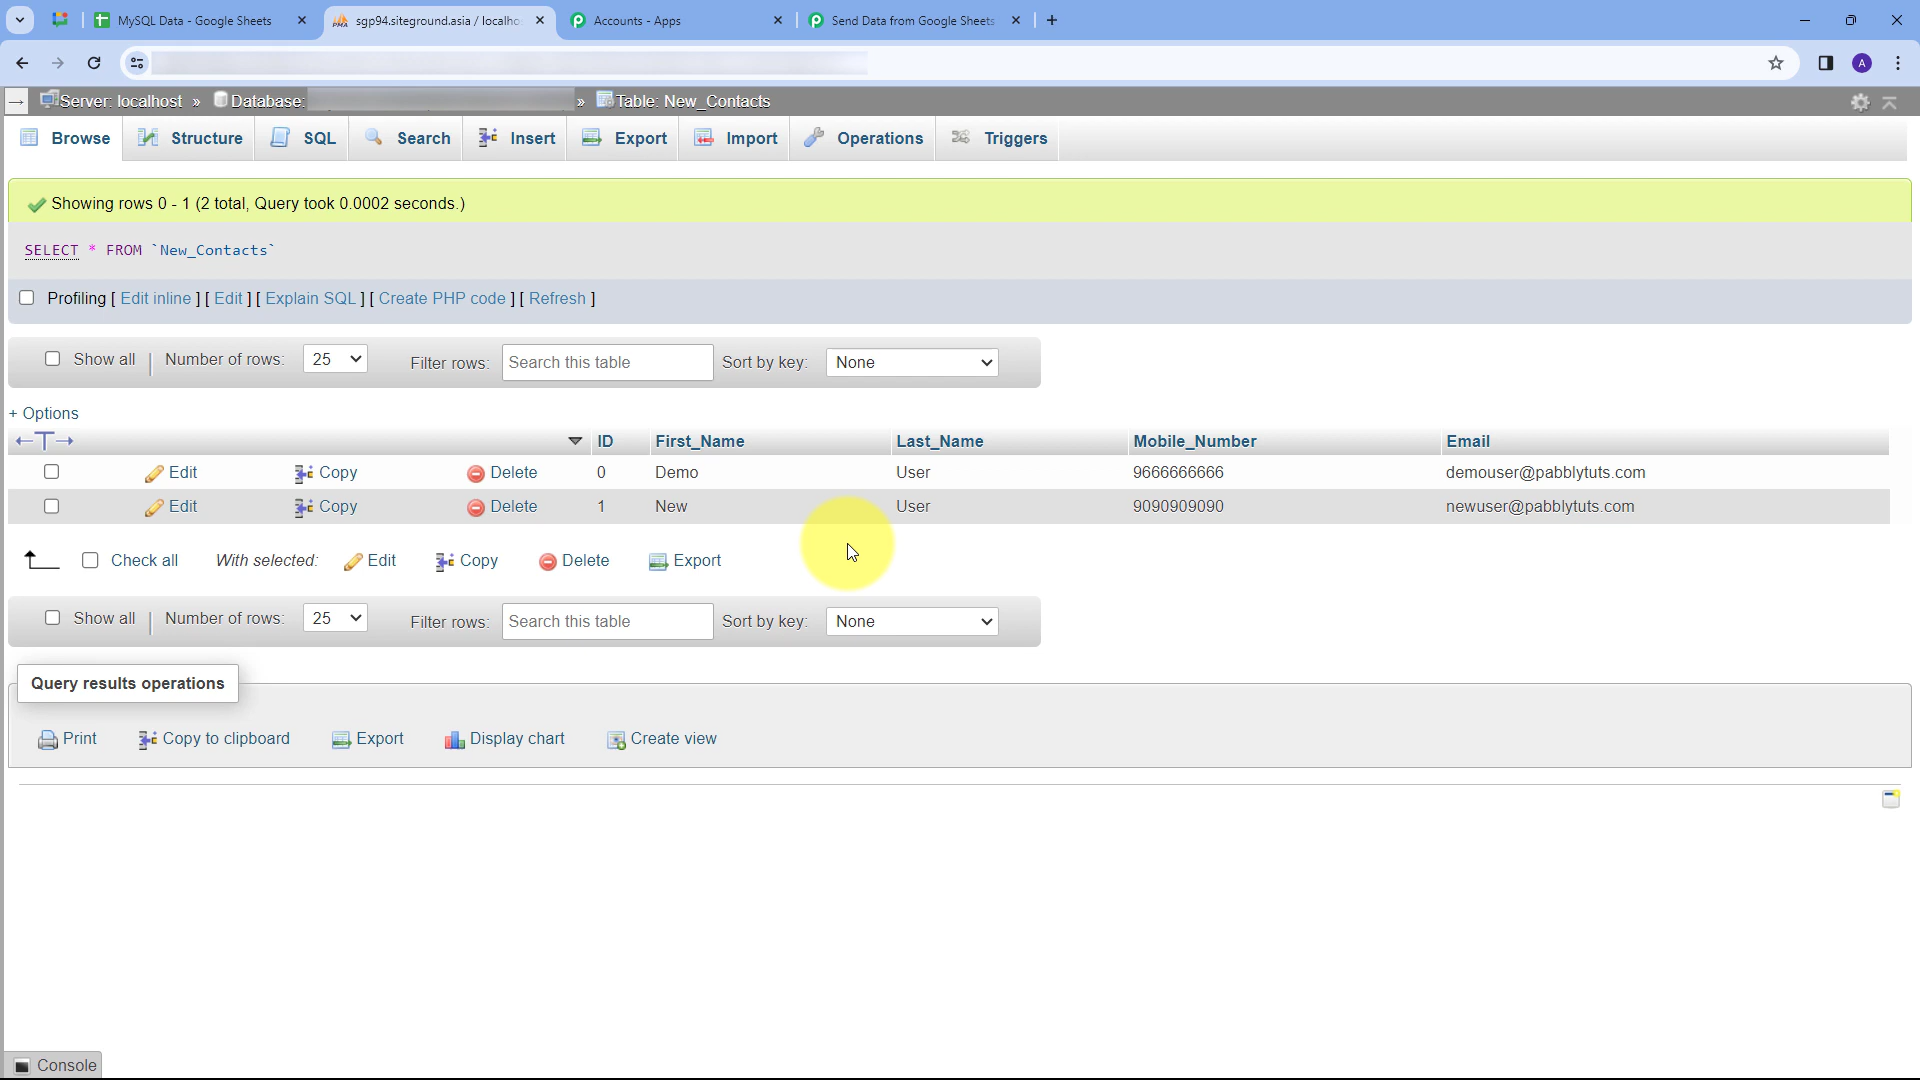 MySQL Data - Google Sheets
sgp94.siteground.asia / localho
Accounts - Apps
Send Data from Google Sheets
A
Server: localhost » Database: » Table: New_Contacts
Browse Structure SQL Search Insert Export Import Operations Triggers
Showing rows 0 - 1 (2 total, Query took 0.0002 seconds.)
SELECT * FROM `New_Contacts`
Profiling [ Edit inline ] [ Edit ] [ Explain SQL ] [ Create PHP code ] [ Refresh ]
Show all | Number of rows: 25 Filter rows: Search this table Sort by key: None
+ Options
←T→ ID First_Name Last_Name Mobile_Number Email
Edit Copy Delete 0 Demo User 9666666666 demouser@pabblytuts.com
Edit Copy Delete 1 New User 9090909090 newuser@pabblytuts.com
Check all With selected: Edit Copy Delete Export
Show all | Number of rows: 25 Filter rows: Search this table Sort by key: None
Query results operations
Print Copy to clipboard Export Display chart Create view
Console